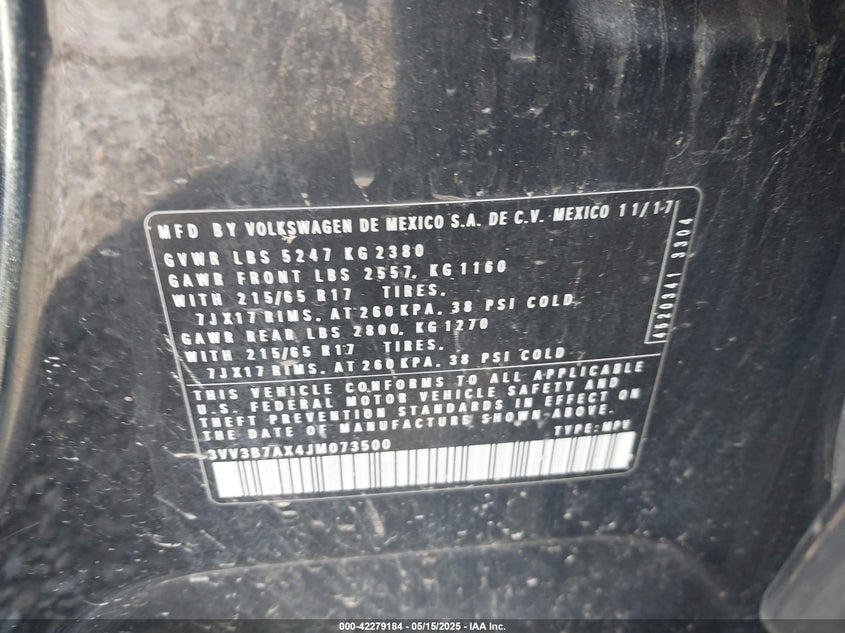 MFD BY VOLKSWAGEN DE MEXICO S.A. DE C.V. MEXICO 11/17
GVWR LBS 5247 KG 2380
GAWR FRONT LBS 2557, KG 1160
WITH 215/65 R17 TIRES,
7JX17 RIMS, AT 260 KPA, 38 PSI COLD
GAWR REAR LBS 2800, KG 1270
WITH 215/65 R17 TIRES,
7JX17 RIMS, AT 260 KPA, 38 PSI COLD
THIS VEHICLE CONFORMS TO ALL APPLICABLE
U.S. FEDERAL MOTOR VEHICLE SAFETY AND
THEFT PREVENTION STANDARDS IN EFFECT ON
THE DATE OF MANUFACTURE SHOWN ABOVE.
3VV3B7AX4JM073500 TYPE: MPV
4520341 3304
000-42279184 - 05/15/2025 - IAA Inc.